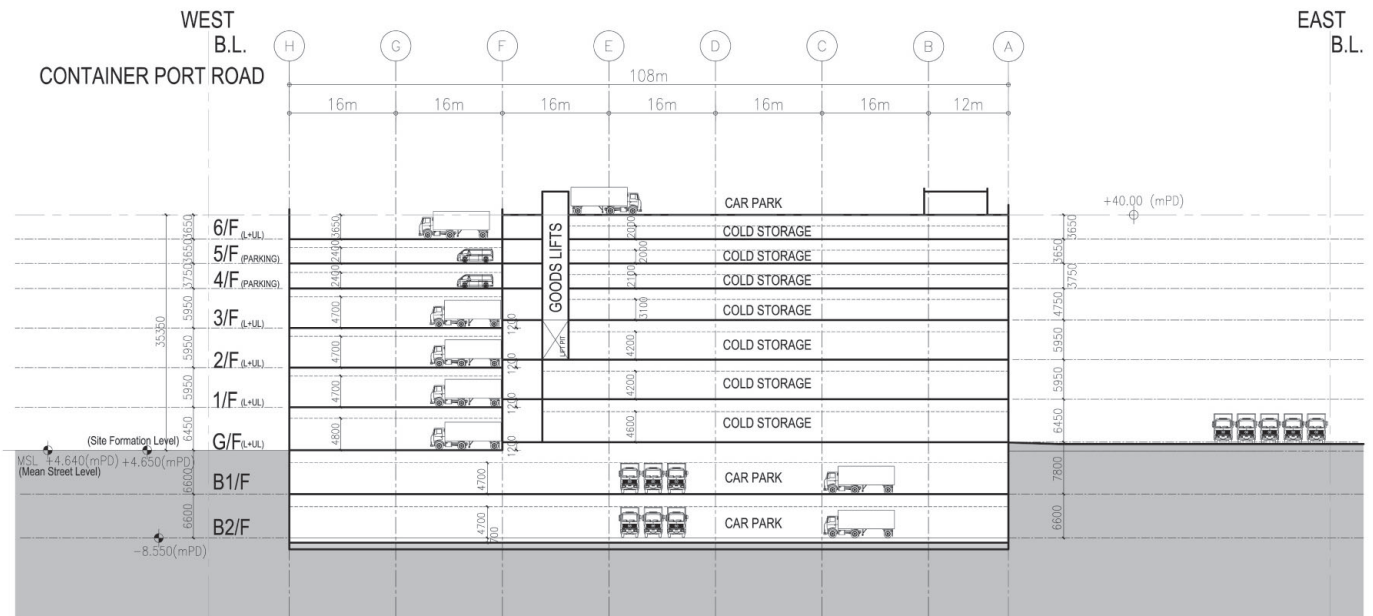 WEST
B.L.
CONTAINER PORT ROAD
EAST
B.L.
H G F E D C B A
108m
16m 16m 16m 16m 16m 16m 12m
+40.00 (mPD)
CAR PARK
6/F (L+UL)
COLD STORAGE
5/F (PARKING)
COLD STORAGE
4/F (PARKING)
COLD STORAGE
3/F (L+UL)
COLD STORAGE
2/F (L+UL)
COLD STORAGE
1/F (L+UL)
COLD STORAGE
G/F (L+UL)
COLD STORAGE
GOODS LIFTS
LIFT PIT
35350
3650
3650
3750
5950
5950
5950
6450
6600
6600
3650
2400
2400
4700
4700
4700
4800
1200
1200
1200
1200
2000
2000
2100
3100
4200
4200
4600
3650
3650
3750
4750
5950
5950
6450
7800
6600
(Site Formation Level)
MSL +4.640(mPD) +4.650(mPD)
(Mean Street Level)
B1/F
4700
CAR PARK
B2/F
4700
700
CAR PARK
-8.550(mPD)